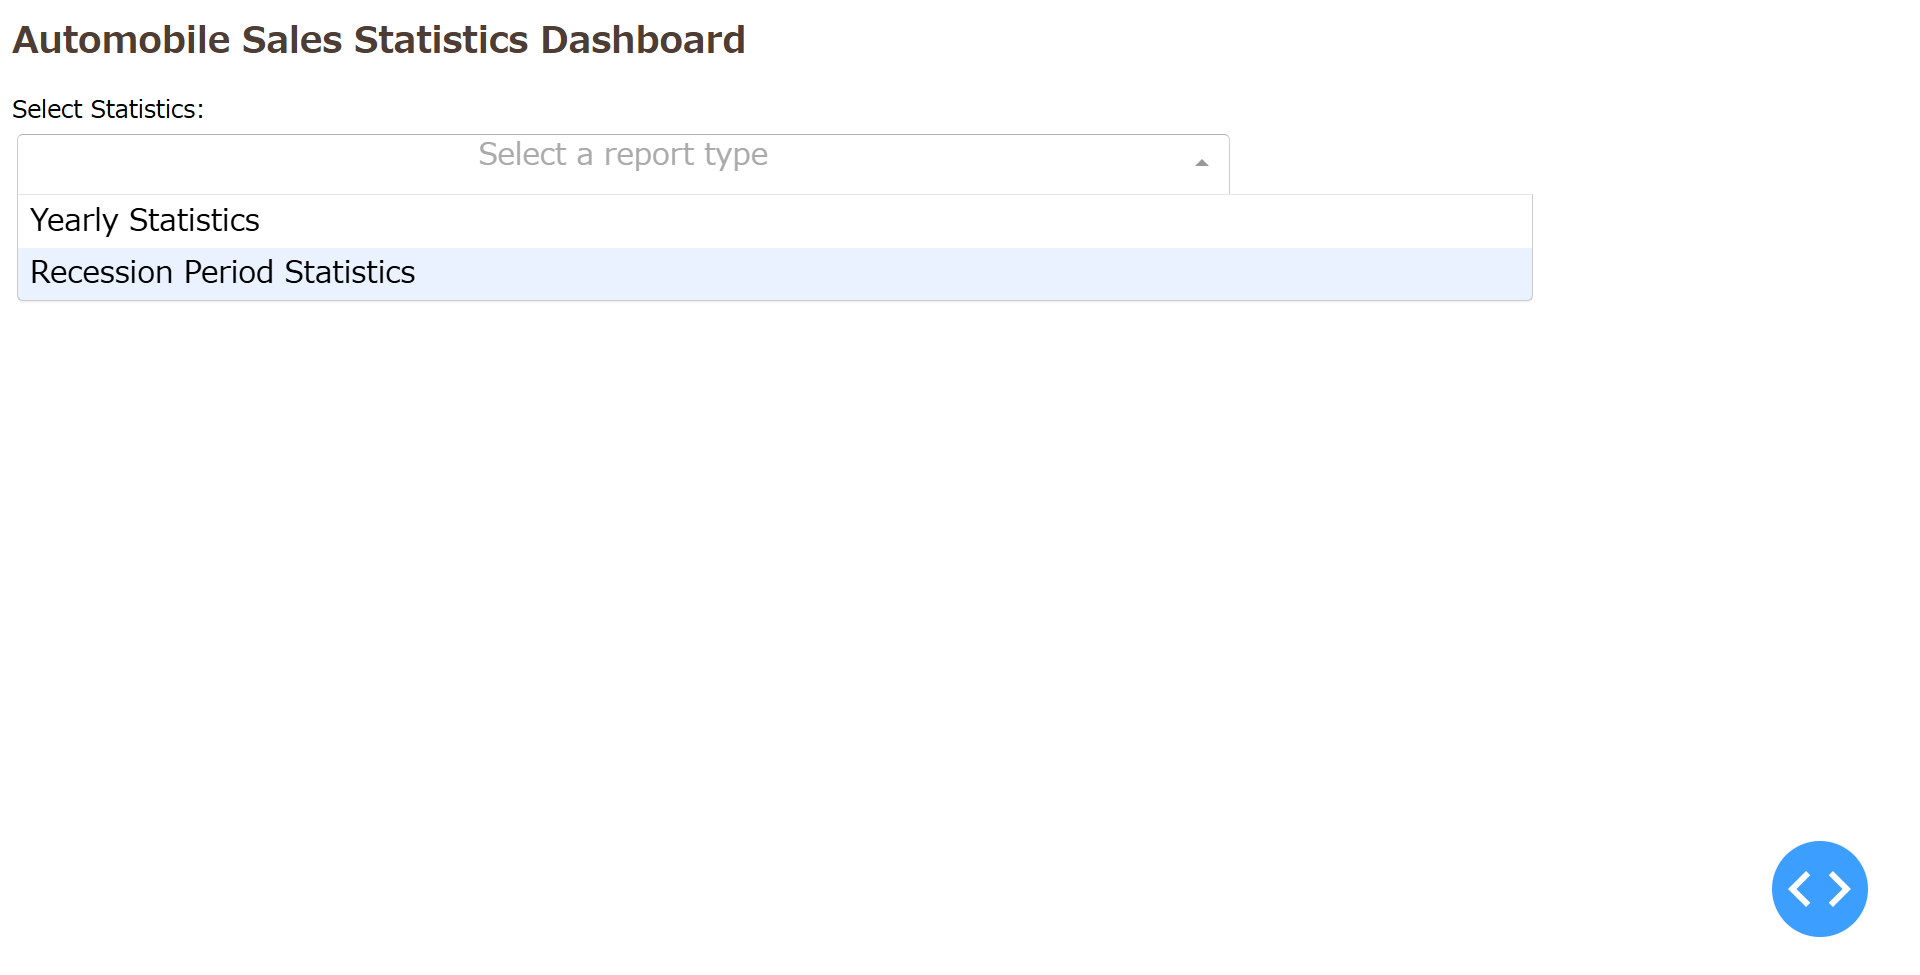 Automobile Sales Statistics Dashboard
Select Statistics:
Select a report type
Yearly Statistics
Recession Period Statistics